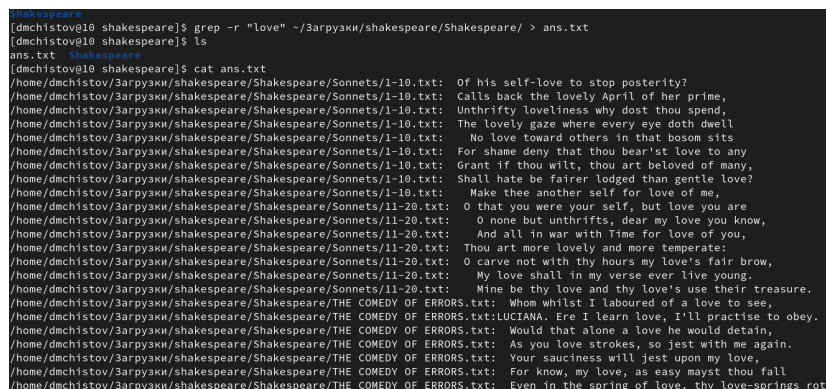 Shakespeare
[dmchistov@10 shakespeare]$ grep -r "love" ~/Загрузки/shakespeare/Shakespeare/ > ans.txt
[dmchistov@10 shakespeare]$ ls
ans.txt  Shakespeare
[dmchistov@10 shakespeare]$ cat ans.txt
/home/dmchistov/Загрузки/shakespeare/Shakespeare/Sonnets/1-10.txt:  Of his self-love to stop posterity?
/home/dmchistov/Загрузки/shakespeare/Shakespeare/Sonnets/1-10.txt:  Calls back the lovely April of her prime,
/home/dmchistov/Загрузки/shakespeare/Shakespeare/Sonnets/1-10.txt:  Unthrifty loveliness why dost thou spend,
/home/dmchistov/Загрузки/shakespeare/Shakespeare/Sonnets/1-10.txt:  The lovely gaze where every eye doth dwell
/home/dmchistov/Загрузки/shakespeare/Shakespeare/Sonnets/1-10.txt:    No love toward others in that bosom sits
/home/dmchistov/Загрузки/shakespeare/Shakespeare/Sonnets/1-10.txt:  For shame deny that thou bear'st love to any
/home/dmchistov/Загрузки/shakespeare/Shakespeare/Sonnets/1-10.txt:  Grant if thou wilt, thou art beloved of many,
/home/dmchistov/Загрузки/shakespeare/Shakespeare/Sonnets/1-10.txt:  Shall hate be fairer lodged than gentle love?
/home/dmchistov/Загрузки/shakespeare/Shakespeare/Sonnets/1-10.txt:    Make thee another self for love of me,
/home/dmchistov/Загрузки/shakespeare/Shakespeare/Sonnets/11-20.txt:  O that you were your self, but love you are
/home/dmchistov/Загрузки/shakespeare/Shakespeare/Sonnets/11-20.txt:    O none but unthrifts, dear my love you know,
/home/dmchistov/Загрузки/shakespeare/Shakespeare/Sonnets/11-20.txt:    And all in war with Time for love of you,
/home/dmchistov/Загрузки/shakespeare/Shakespeare/Sonnets/11-20.txt:  Thou art more lovely and more temperate:
/home/dmchistov/Загрузки/shakespeare/Shakespeare/Sonnets/11-20.txt:  O carve not with thy hours my love's fair brow,
/home/dmchistov/Загрузки/shakespeare/Shakespeare/Sonnets/11-20.txt:    My love shall in my verse ever live young.
/home/dmchistov/Загрузки/shakespeare/Shakespeare/Sonnets/11-20.txt:    Mine be thy love and thy love's use their treasure.
/home/dmchistov/Загрузки/shakespeare/Shakespeare/THE COMEDY OF ERRORS.txt:  Whom whilst I laboured of a love to see,
/home/dmchistov/Загрузки/shakespeare/Shakespeare/THE COMEDY OF ERRORS.txt:LUCIANA. Ere I learn love, I'll practise to obey.
/home/dmchistov/Загрузки/shakespeare/Shakespeare/THE COMEDY OF ERRORS.txt:  Would that alone a love he would detain,
/home/dmchistov/Загрузки/shakespeare/Shakespeare/THE COMEDY OF ERRORS.txt:  As you love strokes, so jest with me again.
/home/dmchistov/Загрузки/shakespeare/Shakespeare/THE COMEDY OF ERRORS.txt:  Your sauciness will jest upon my love,
/home/dmchistov/Загрузки/shakespeare/Shakespeare/THE COMEDY OF ERRORS.txt:  For know, my love, as easy mayst thou fall
/home/dmchistov/Загрузки/shakespeare/Shakespeare/THE COMEDY OF ERRORS.txt:  Even in the spring of love, thy love-springs rot